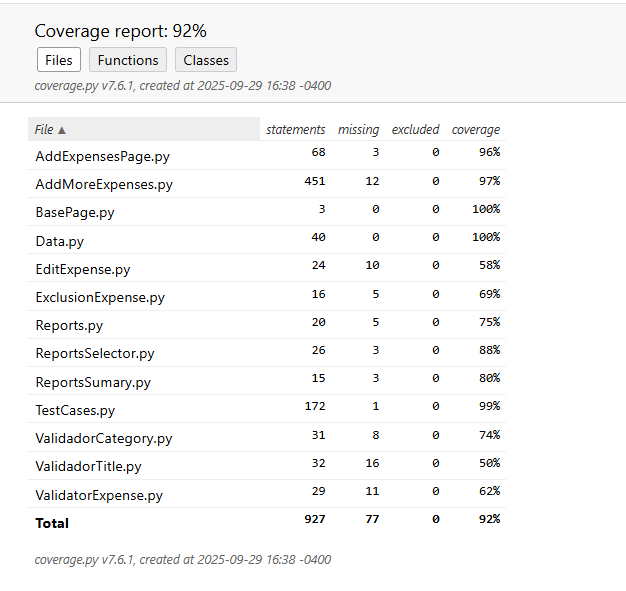 Coverage report: 92%
Files Functions Classes
coverage.py v7.6.1, created at 2025-09-29 16:38 -0400
File ▲ statements missing excluded coverage
AddExpensesPage.py 68 3 0 96%
AddMoreExpenses.py 451 12 0 97%
BasePage.py 3 0 0 100%
Data.py 40 0 0 100%
EditExpense.py 24 10 0 58%
ExclusionExpense.py 16 5 0 69%
Reports.py 20 5 0 75%
ReportsSelector.py 26 3 0 88%
ReportsSumary.py 15 3 0 80%
TestCases.py 172 1 0 99%
ValidadorCategory.py 31 8 0 74%
ValidadorTitle.py 32 16 0 50%
ValidatorExpense.py 29 11 0 62%
Total 927 77 0 92%
coverage.py v7.6.1, created at 2025-09-29 16:38 -0400